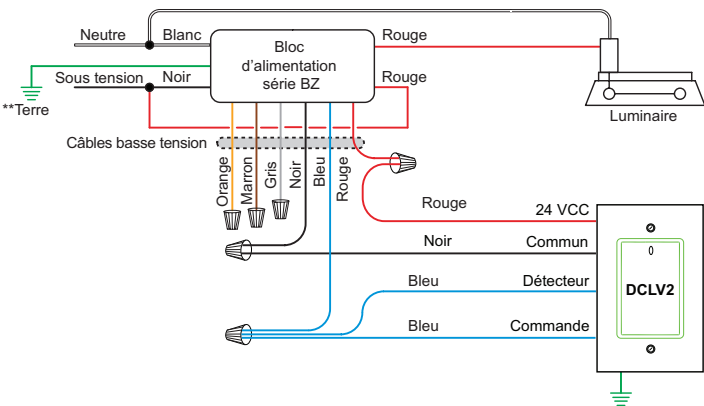 Neutre
Blanc
Rouge
Bloc
d'alimentation
série BZ
Sous tension
Noir
Rouge
**Terre
Luminaire
Câbles basse tension
Orange
Marron
Gris
Noir
Bleu
Rouge
Rouge
24 VCC
Noir
Commun
Bleu
Détecteur
DCLV2
Bleu
Commande